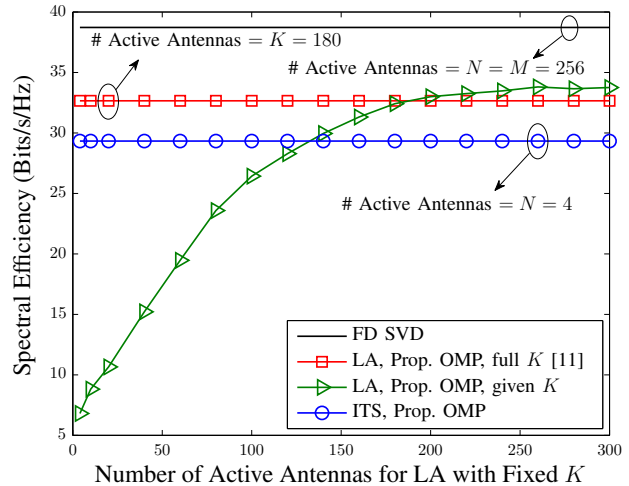 # Active Antennas = K = 180
# Active Antennas = N = M = 256
# Active Antennas = N = 4
Spectral Efficiency (Bits/s/Hz)
40
35
30
25
20
15
10
5
FD SVD
LA, Prop. OMP, full K [11]
LA, Prop. OMP, given K
ITS, Prop. OMP
0 50 100 150 200 250 300
Number of Active Antennas for LA with Fixed K